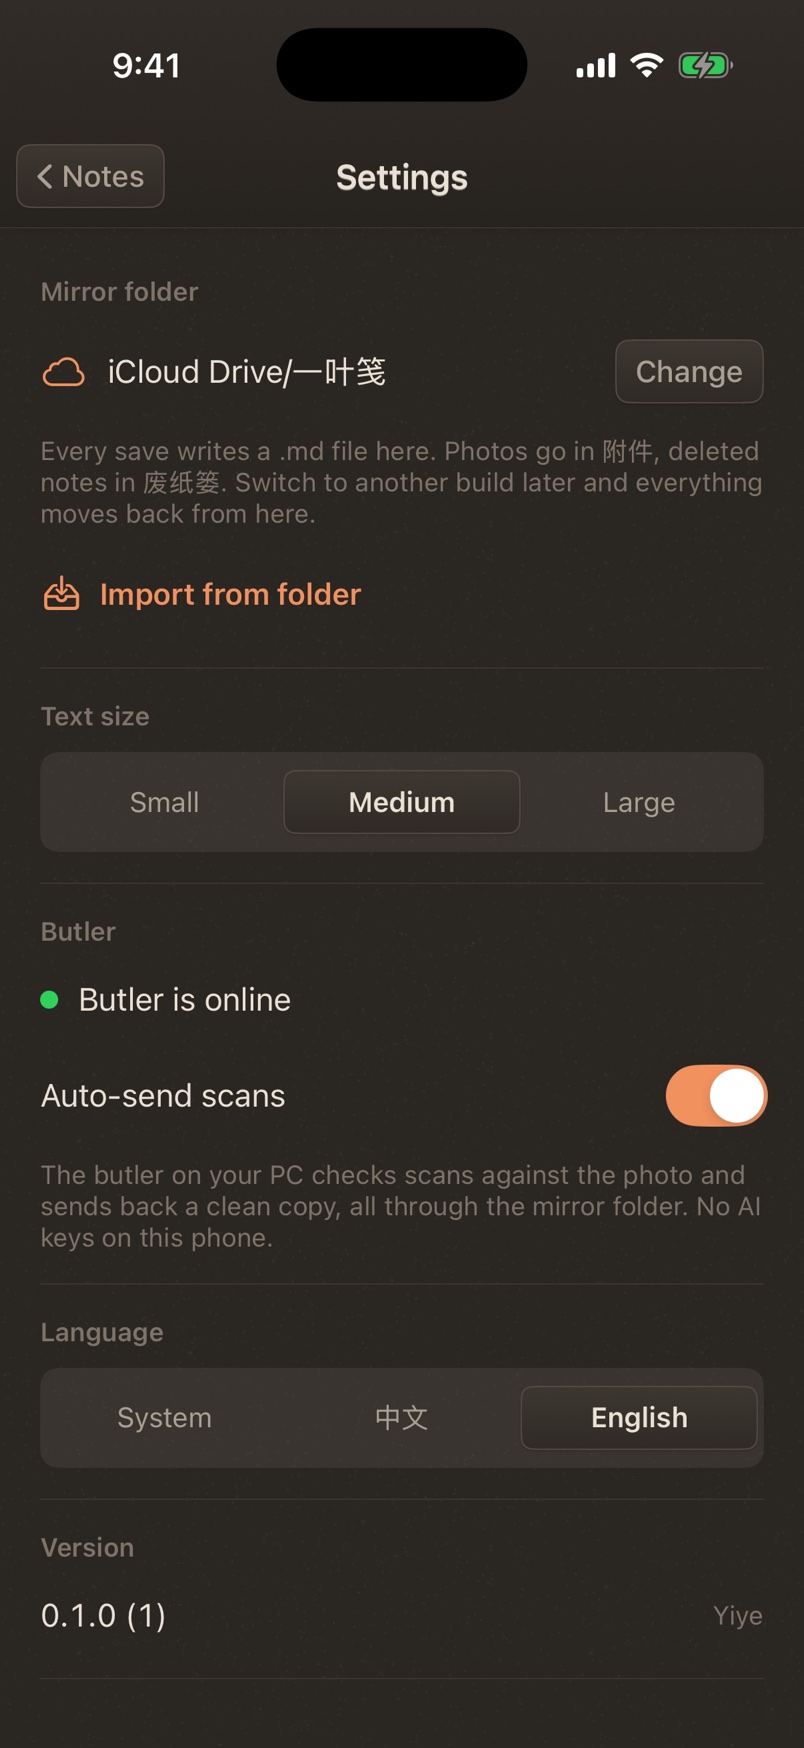 9:41
Notes
Settings
Mirror folder
iCloud Drive/一叶笺
Change
Every save writes a .md file here. Photos go in 附件, deleted
notes in 废纸篓. Switch to another build later and everything
moves back from here.
Import from folder
Text size
Small
Medium
Large
Butler
Butler is online
Auto-send scans
The butler on your PC checks scans against the photo and
sends back a clean copy, all through the mirror folder. No AI
keys on this phone.
Language
System
中文
English
Version
0.1.0 (1)
Yiye